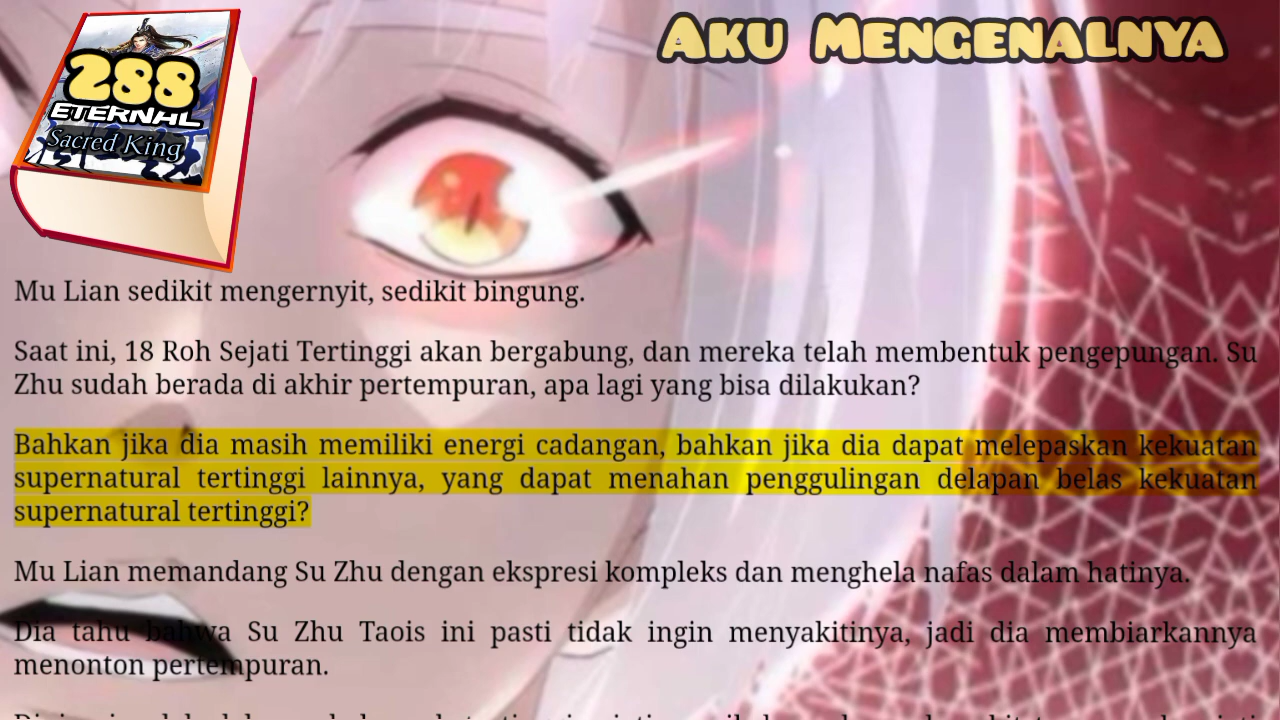 Aku Mengenalnya
288
ETERNAL
Sacred King
Mu Lian sedikit mengernyit, sedikit bingung.
Saat ini, 18 Roh Sejati Tertinggi akan bergabung, dan mereka telah membentuk pengepungan. Su
Zhu sudah berada di akhir pertempuran, apa lagi yang bisa dilakukan?
Bahkan jika dia masih memiliki energi cadangan, bahkan jika dia dapat melepaskan kekuatan
supernatural tertinggi lainnya, yang dapat menahan penggulingan delapan belas kekuatan
supernatural tertinggi?
Mu Lian memandang Su Zhu dengan ekspresi kompleks dan menghela nafas dalam hatinya.
Dia tahu bahwa Su Zhu Taois ini pasti tidak ingin menyakitinya, jadi dia membiarkannya
menonton pertempuran.